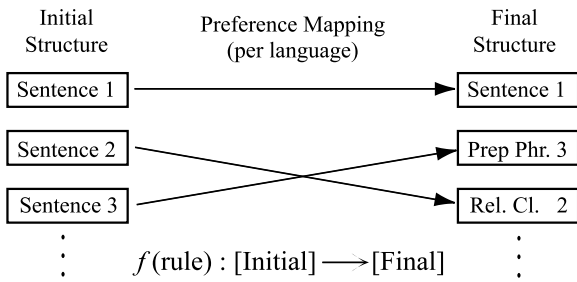 Initial
Structure
Preference Mapping
(per language)
Final
Structure
Sentence 1
Sentence 1
Sentence 2
Prep Phr. 3
Sentence 3
Rel. Cl. 2
f (rule) : [Initial] ⟶ [Final]